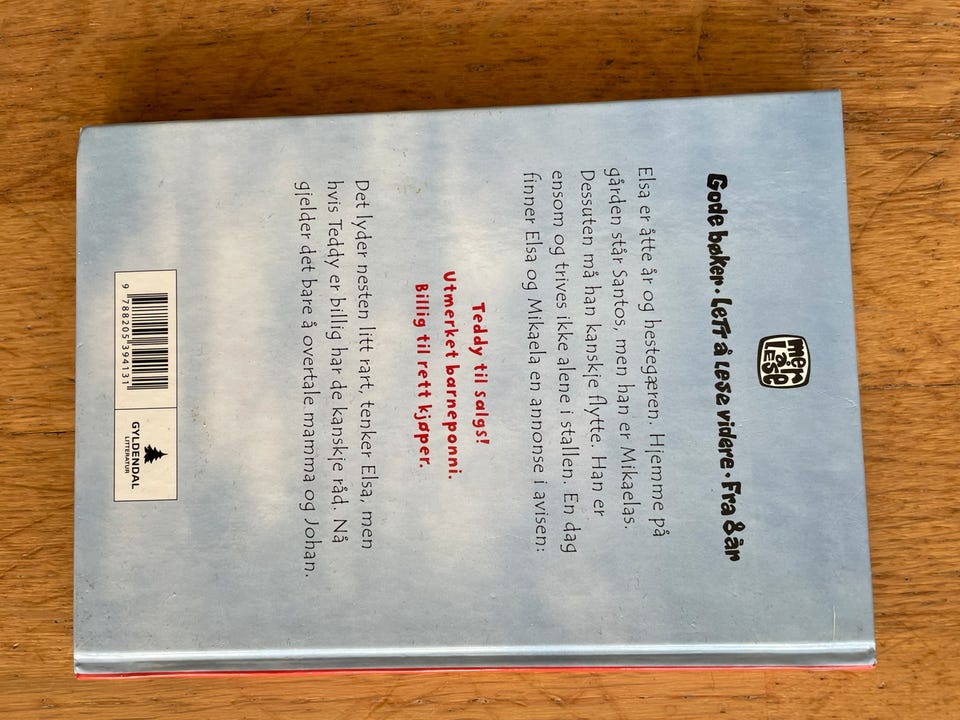 mer å
LESE
Gode bøker · Lett å lese videre · Fra 8 år
Elsa er åtte år og hestegæren. Hjemme på
gården står Santos, men han er Mikaelas.
Dessuten må han kanskje flytte. Han er
ensom og trives ikke alene i stallen. En dag
finner Elsa og Mikaela en annonse i avisen:
Teddy til salgs!
Utmerket barneponni.
Billig til rett kjøper.
Det lyder nesten litt rart, tenker Elsa, men
hvis Teddy er billig har de kanskje råd. Nå
gjelder det bare å overtale mamma og Johan.
9 788205 394131
GYLDENDAL
LITTERATUR